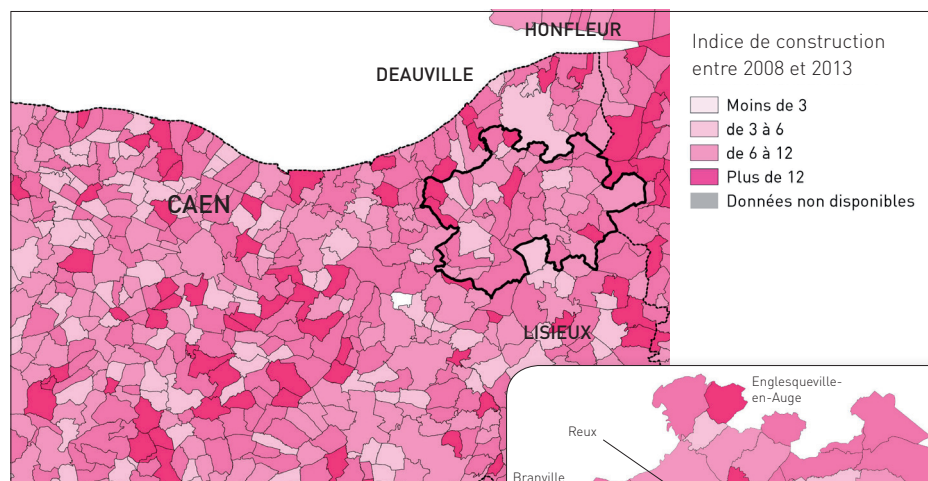 HONFLEUR
DEAUVILLE
CAEN
LISIEUX
Indice de construction
entre 2008 et 2013
Moins de 3
de 3 à 6
de 6 à 12
Plus de 12
Données non disponibles
Englesqueville-
en-Auge
Reux
Branville